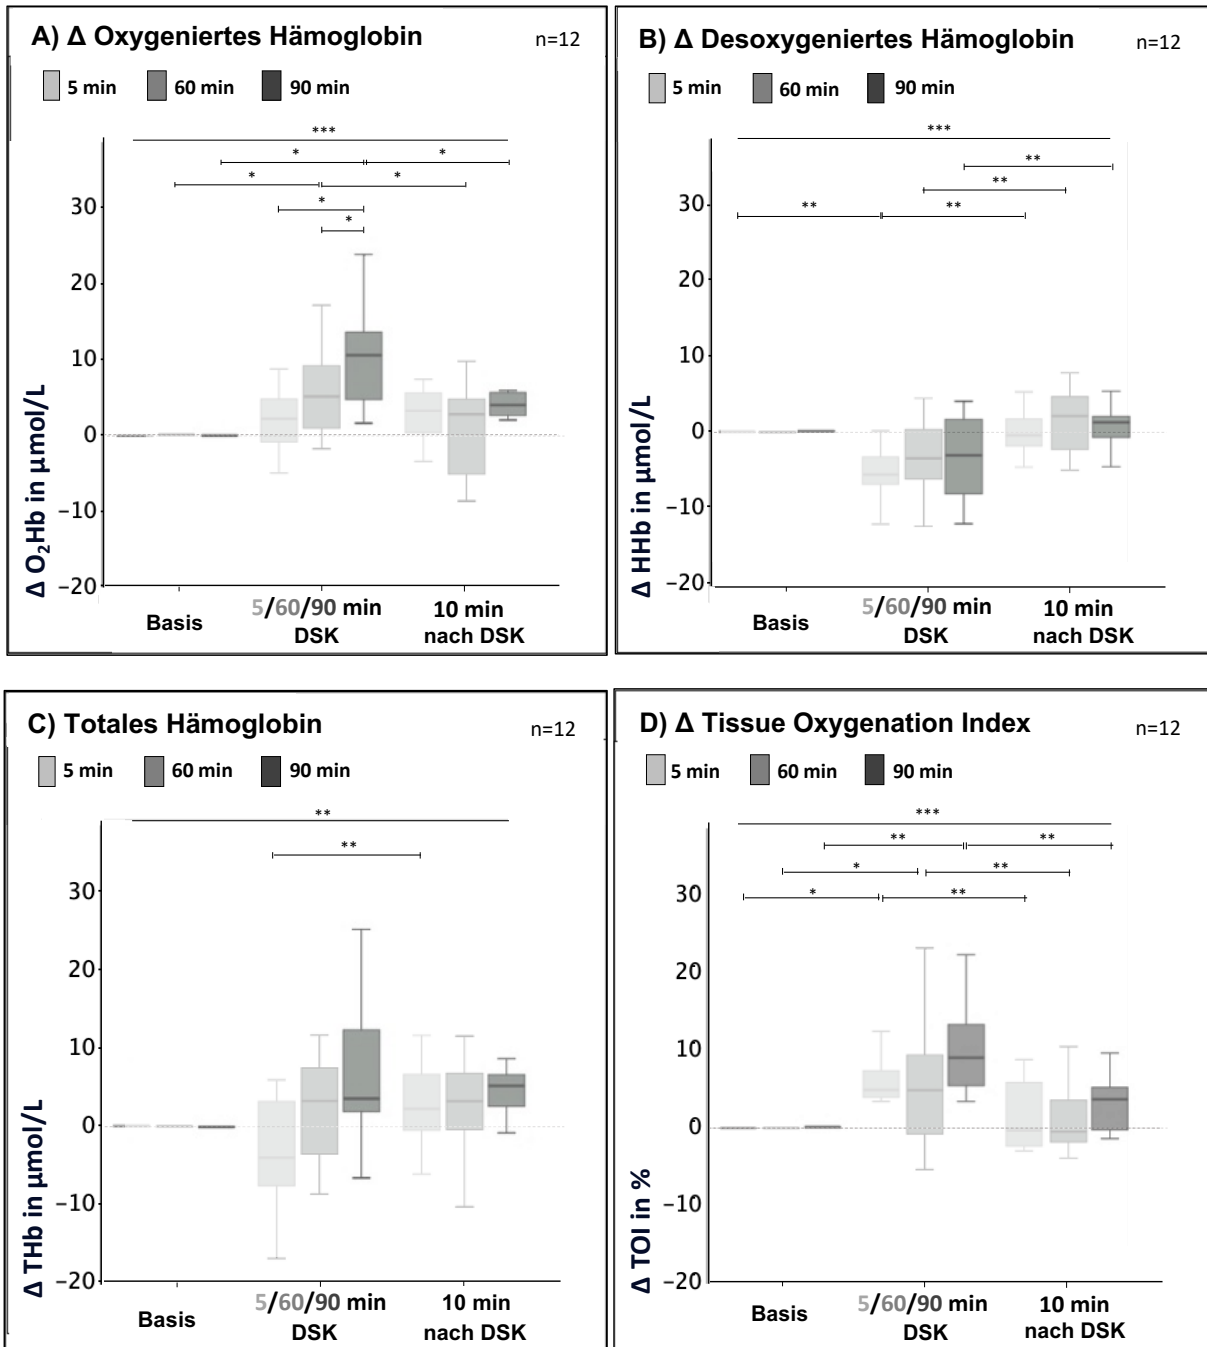 A) Δ Oxygeniertes Hämoglobin
n=12
5 min 60 min 90 min
***
* *
* *
*
*
30
20
10
0
−10
−20
Δ O₂Hb in µmol/L
Basis
5/60/90 min
DSK
10 min
nach DSK
B) Δ Desoxygeniertes Hämoglobin
n=12
5 min 60 min 90 min
***
**
**
** **
30
20
10
0
−10
−20
Δ HHb in µmol/L
Basis
5/60/90 min
DSK
10 min
nach DSK
C) Totales Hämoglobin
n=12
5 min 60 min 90 min
**
**
30
20
10
0
−10
−20
Δ THb in µmol/L
Basis
5/60/90 min
DSK
10 min
nach DSK
D) Δ Tissue Oxygenation Index
n=12
5 min 60 min 90 min
***
** **
* **
* **
30
20
10
0
−10
−20
Δ TOI in %
Basis
5/60/90 min
DSK
10 min
nach DSK